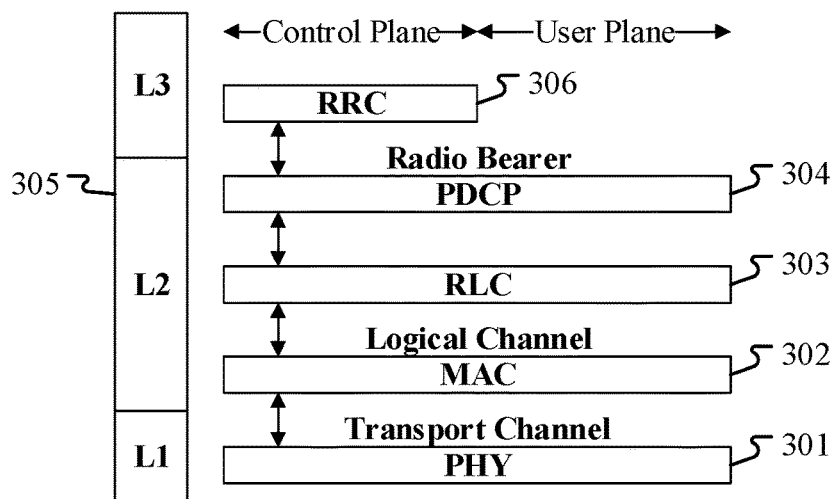 Control Plane User Plane
L3
RRC
306
Radio Bearer
305
PDCP
304
L2
RLC
303
Logical Channel
MAC
302
Transport Channel
L1
PHY
301